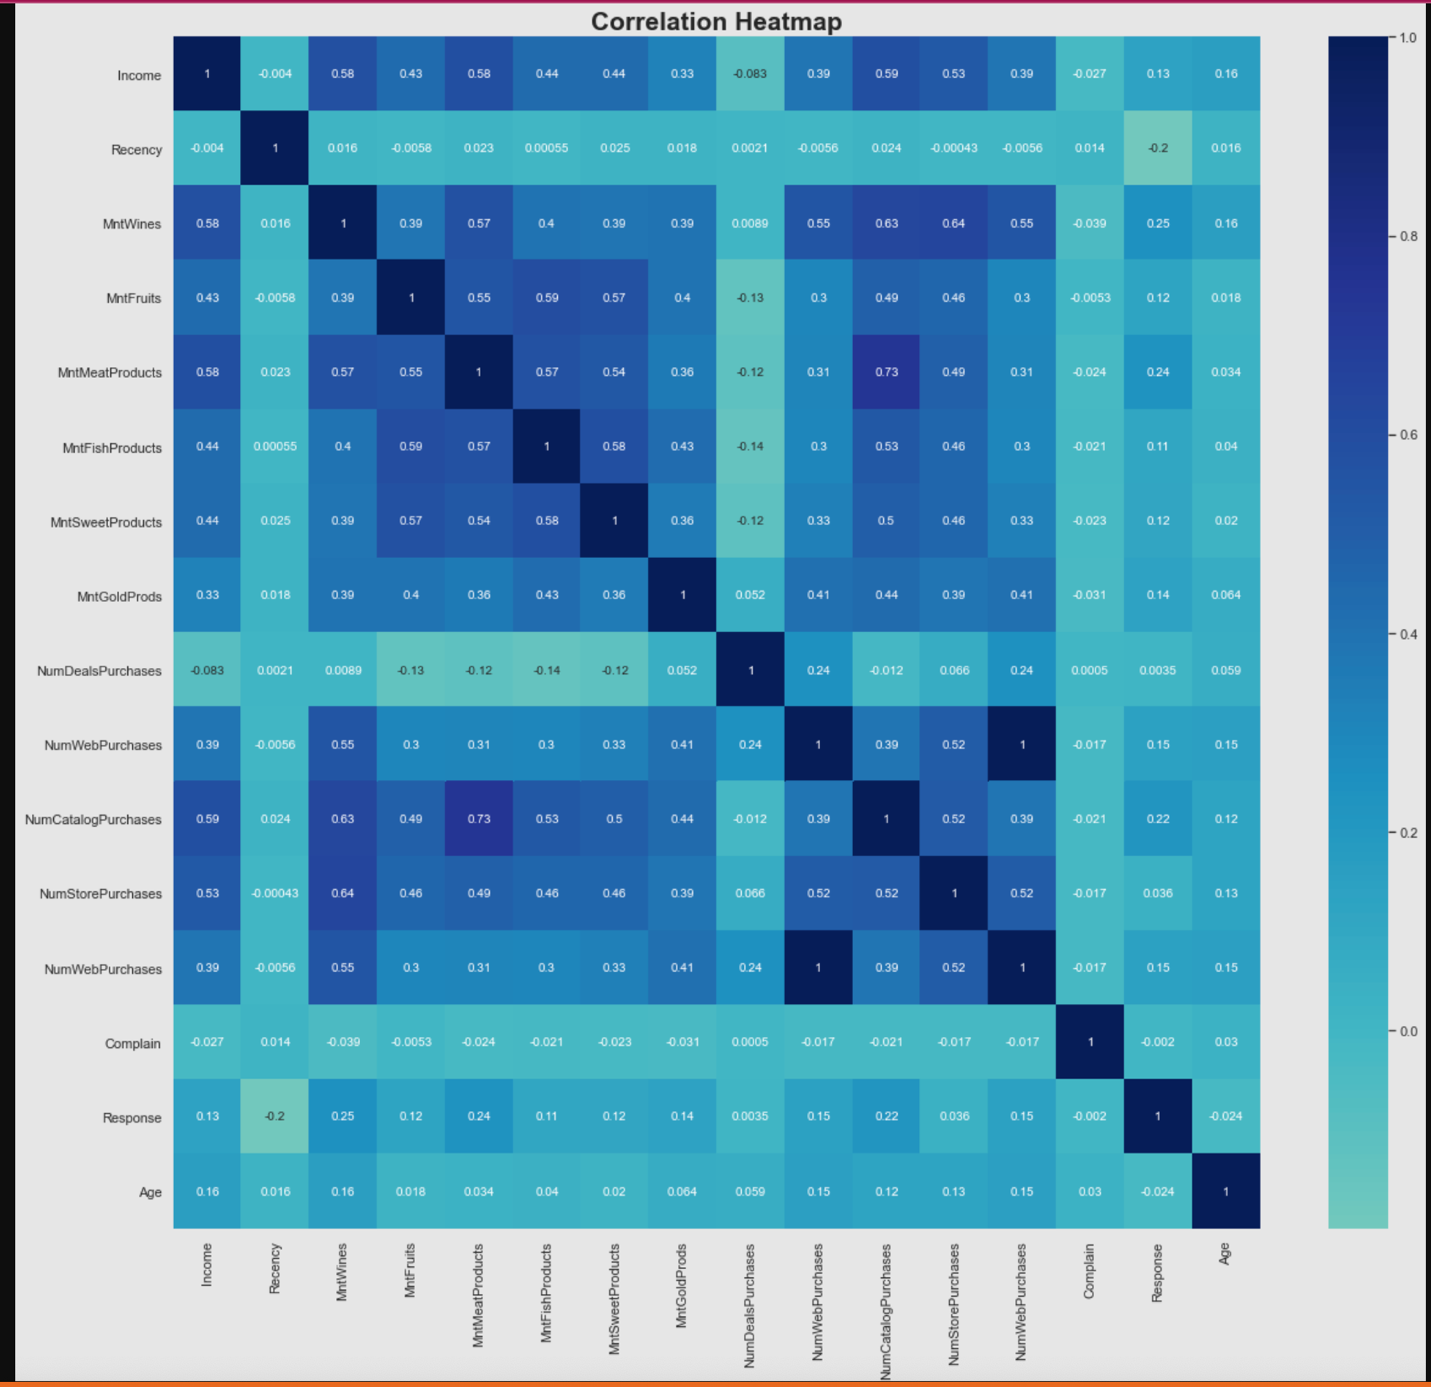 Correlation Heatmap
Income 1 -0.004 0.58 0.43 0.58 0.44 0.44 0.33 -0.083 0.39 0.59 0.53 0.39 -0.027 0.13 0.16
Recency -0.004 1 0.016 -0.0058 0.023 0.00055 0.025 0.018 0.0021 -0.0056 0.024 -0.00043 -0.0056 0.014 -0.2 0.016
MntWines 0.58 0.016 1 0.39 0.57 0.4 0.39 0.39 0.0089 0.55 0.63 0.64 0.55 -0.039 0.25 0.16
MntFruits 0.43 -0.0058 0.39 1 0.55 0.59 0.57 0.4 -0.13 0.3 0.49 0.46 0.3 -0.0053 0.12 0.018
MntMeatProducts 0.58 0.023 0.57 0.55 1 0.57 0.54 0.36 -0.12 0.31 0.73 0.49 0.31 -0.024 0.24 0.034
MntFishProducts 0.44 0.00055 0.4 0.59 0.57 1 0.58 0.43 -0.14 0.3 0.53 0.46 0.3 -0.021 0.11 0.04
MntSweetProducts 0.44 0.025 0.39 0.57 0.54 0.58 1 0.36 -0.12 0.33 0.5 0.46 0.33 -0.023 0.12 0.02
MntGoldProds 0.33 0.018 0.39 0.4 0.36 0.43 0.36 1 0.052 0.41 0.44 0.39 0.41 -0.031 0.14 0.064
NumDealsPurchases -0.083 0.0021 0.0089 -0.13 -0.12 -0.14 -0.12 0.052 1 0.24 -0.012 0.066 0.24 0.0005 0.0035 0.059
NumWebPurchases 0.39 -0.0056 0.55 0.3 0.31 0.3 0.33 0.41 0.24 1 0.39 0.52 1 -0.017 0.15 0.15
NumCatalogPurchases 0.59 0.024 0.63 0.49 0.73 0.53 0.5 0.44 -0.012 0.39 1 0.52 0.39 -0.021 0.22 0.12
NumStorePurchases 0.53 -0.00043 0.64 0.46 0.49 0.46 0.46 0.39 0.066 0.52 0.52 1 0.52 -0.017 0.036 0.13
NumWebPurchases 0.39 -0.0056 0.55 0.3 0.31 0.3 0.33 0.41 0.24 1 0.39 0.52 1 -0.017 0.15 0.15
Complain -0.027 0.014 -0.039 -0.0053 -0.024 -0.021 -0.023 -0.031 0.0005 -0.017 -0.021 -0.017 -0.017 1 -0.002 0.03
Response 0.13 -0.2 0.25 0.12 0.24 0.11 0.12 0.14 0.0035 0.15 0.22 0.036 0.15 -0.002 1 -0.024
Age 0.16 0.016 0.16 0.018 0.034 0.04 0.02 0.064 0.059 0.15 0.12 0.13 0.15 0.03 -0.024 1
Income
Recency
MntWines
MntFruits
MntMeatProducts
MntFishProducts
MntSweetProducts
MntGoldProds
NumDealsPurchases
NumWebPurchases
NumCatalogPurchases
NumStorePurchases
NumWebPurchases
Complain
Response
Age
1.0
0.8
0.6
0.4
0.2
0.0